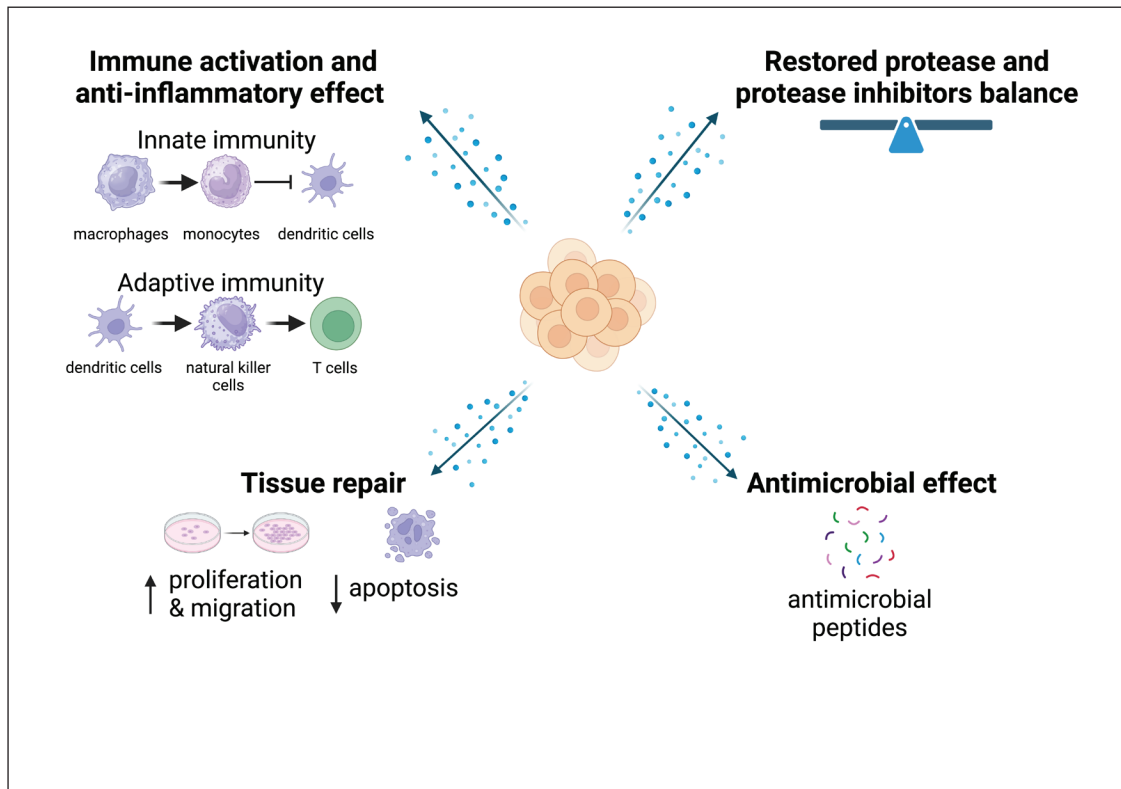 Immune activation and
anti-inflammatory effect
Innate immunity
macrophages monocytes dendritic cells
Adaptive immunity
dendritic cells natural killer cells T cells
Restored protease and
protease inhibitors balance
Tissue repair
proliferation
& migration
apoptosis
Antimicrobial effect
antimicrobial
peptides